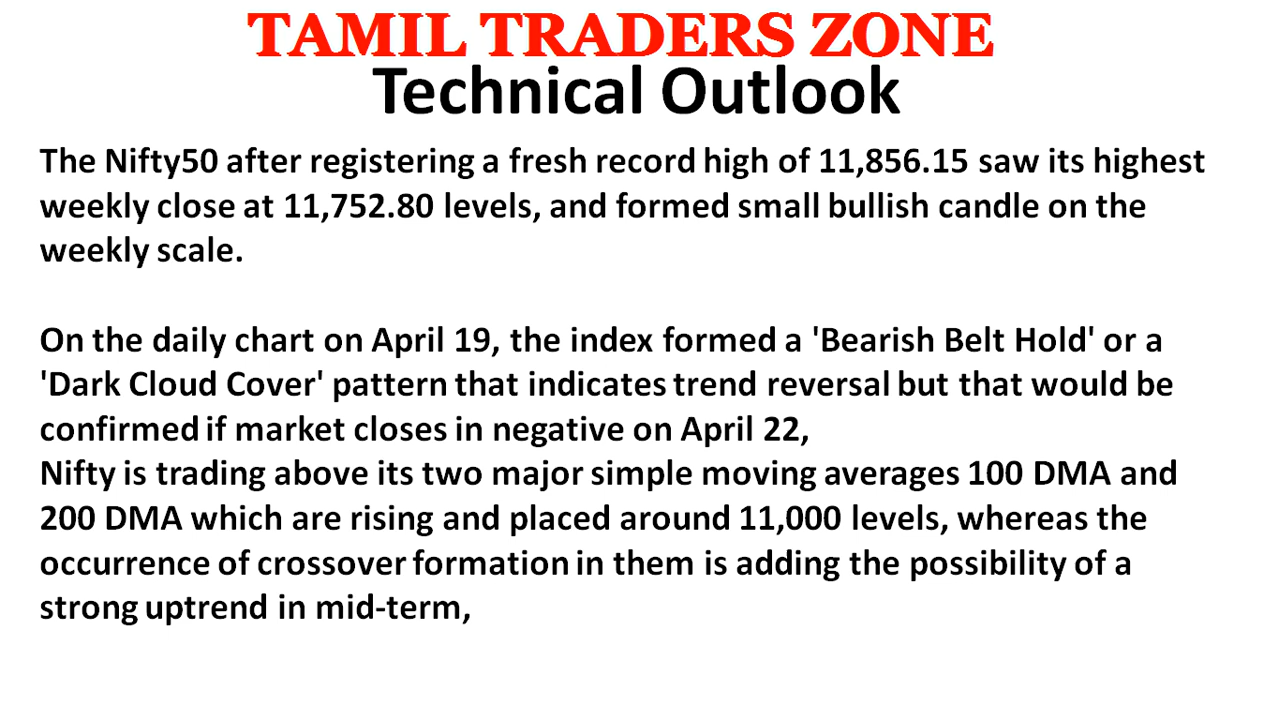 TAMIL TRADERS ZONE
Technical Outlook
The Nifty50 after registering a fresh record high of 11,856.15 saw its highest
weekly close at 11,752.80 levels, and formed small bullish candle on the
weekly scale.
On the daily chart on April 19, the index formed a 'Bearish Belt Hold' or a
'Dark Cloud Cover' pattern that indicates trend reversal but that would be
confirmed if market closes in negative on April 22,
Nifty is trading above its two major simple moving averages 100 DMA and
200 DMA which are rising and placed around 11,000 levels, whereas the
occurrence of crossover formation in them is adding the possibility of a
strong uptrend in mid-term,